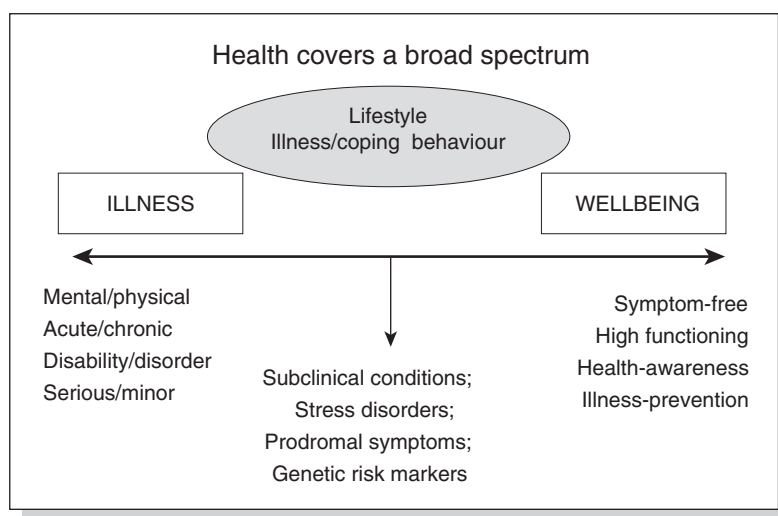 Health covers a broad spectrum
Lifestyle
Illness/coping behaviour
ILLNESS
WELLBEING
Mental/physical
Acute/chronic
Disability/disorder
Serious/minor
Subclinical conditions;
Stress disorders;
Prodromal symptoms;
Genetic risk markers
Symptom-free
High functioning
Health-awareness
Illness-prevention